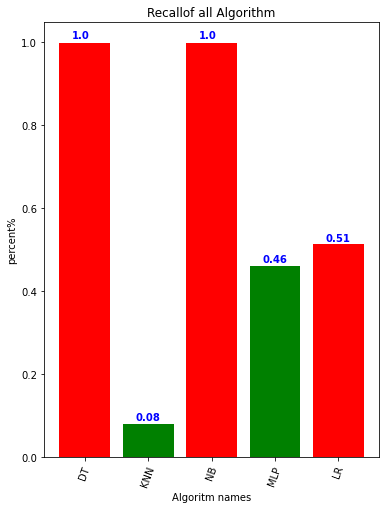 Recallof all Algorithm
percent%
1.0
0.8
0.6
0.4
0.2
0.0
1.0
0.08
1.0
0.46
0.51
DT
KNN
NB
MLP
LR
Algoritm names